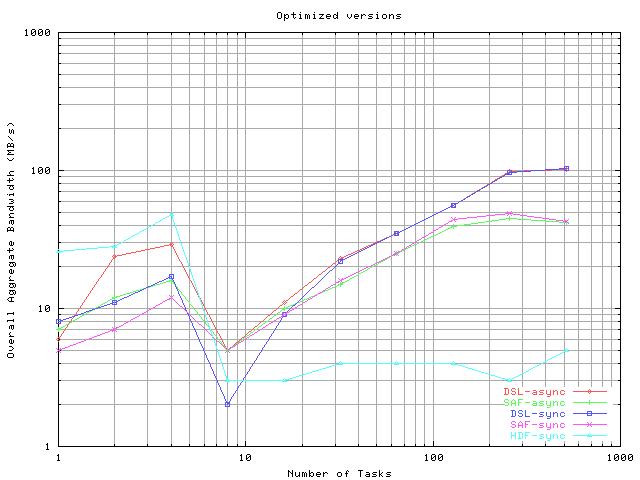 Optimized versions
1000
100
10
1
Overall Aggregate Bandwidth (MB/s)
DSL-async
SAF-async
DSL-sync
SAF-sync
HDF-sync
1
10
100
1000
Number of Tasks